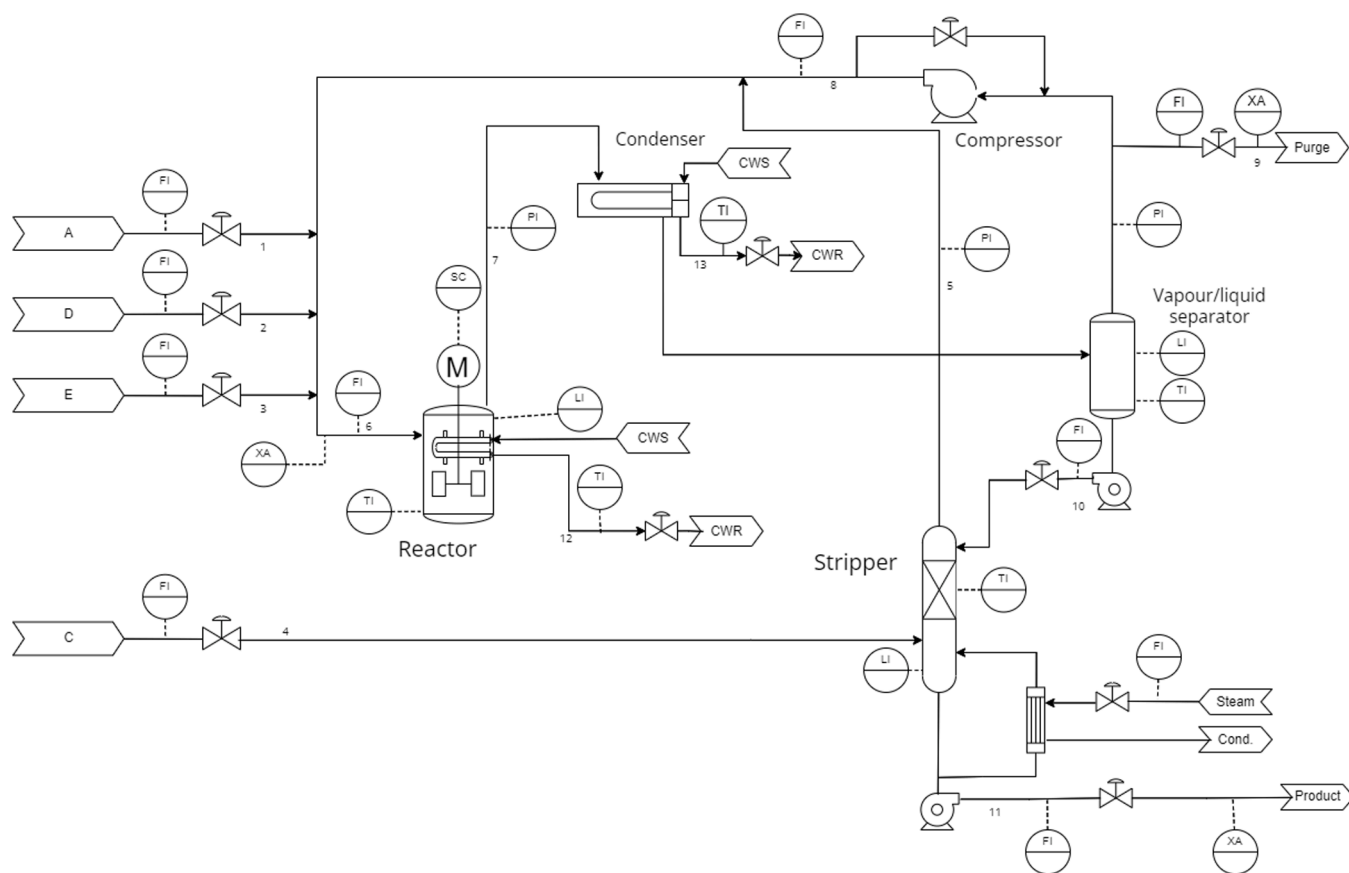 FI
8
FI
XA
Compressor
9
Purge
Condenser
CWS
FI
A
1
PI
7
TI
13
CWR
PI
5
PI
SC
FI
D
2
Vapour/liquid
separator
M
LI
TI
FI
E
3
FI
6
LI
CWS
XA
TI
TI
12
CWR
FI
10
Reactor
Stripper
TI
FI
C
4
LI
FI
Steam
Cond.
Product
11
FI
XA